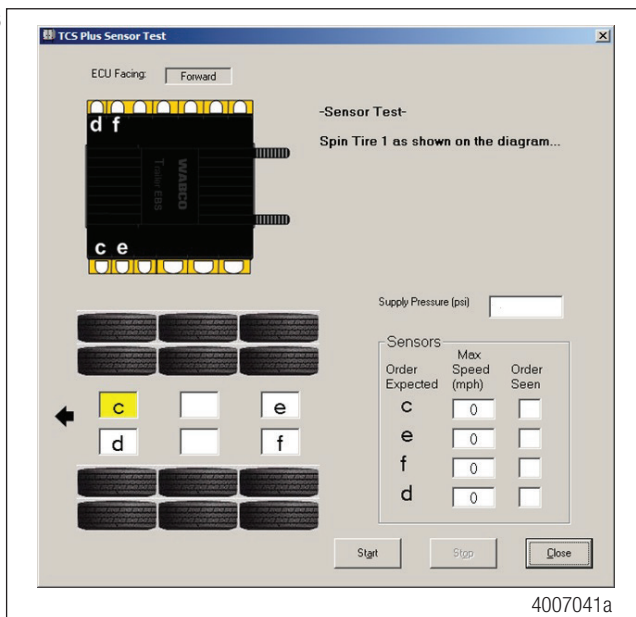 TCS Plus Sensor Test
ECU Facing: Forward
d f
-Sensor Test-
Spin Tire 1 as shown on the diagram...
WABCO
Trailer EBS
c e
Supply Pressure (psi)
Sensors
Order Expected
Max Speed (mph)
Order Seen
c 0
e 0
f 0
d 0
c e
d f
Start Stop Close
4007041a